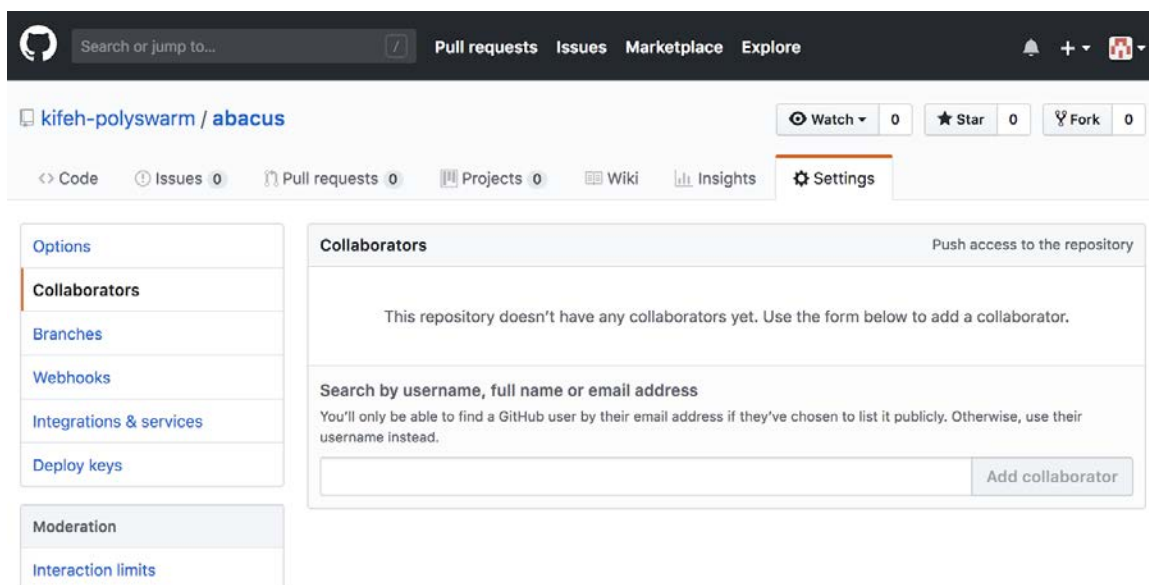 Search or jump to... / Pull requests Issues Marketplace Explore
kifeh-polyswarm / abacus Watch 0 Star 0 Fork 0
Code Issues 0 Pull requests 0 Projects 0 Wiki Insights Settings
Options
Collaborators
Branches
Webhooks
Integrations & services
Deploy keys
Moderation
Interaction limits
Collaborators Push access to the repository
This repository doesn’t have any collaborators yet. Use the form below to add a collaborator.
Search by username, full name or email address
You’ll only be able to find a GitHub user by their email address if they’ve chosen to list it publicly. Otherwise, use their
username instead.
Add collaborator